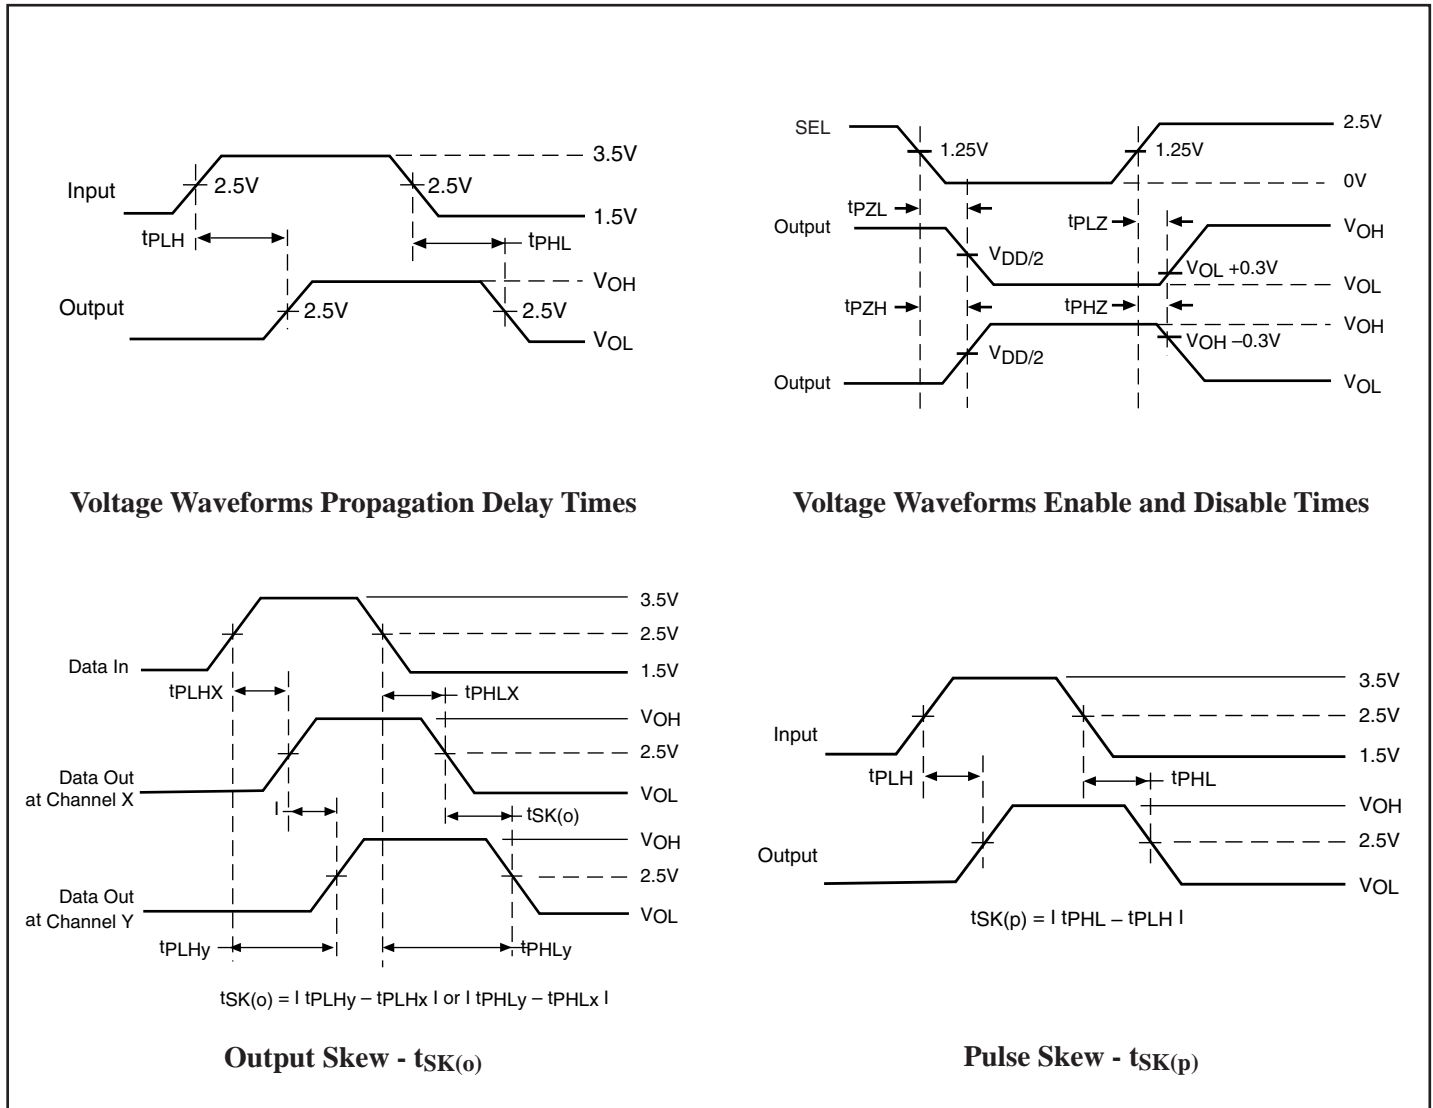 3.5V
Input
2.5V
2.5V
1.5V
tPLH
tPHL
VOH
Output
2.5V
2.5V
VOL
Voltage Waveforms Propagation Delay Times
SEL
2.5V
1.25V
1.25V
0V
tPZL
tPLZ
Output
VOH
VDD/2
VOL +0.3V
VOL
tPZH
tPHZ
VOH
VDD/2
VOH –0.3V
Output
VOL
Voltage Waveforms Enable and Disable Times
3.5V
2.5V
Data In
1.5V
tPLHX
tPHLX
VOH
2.5V
Data Out
at Channel X
VOL
I
tSK(o)
VOH
2.5V
Data Out
at Channel Y
VOL
tPLHy
tPHLy
tSK(o) = I tPLHy – tPLHx I or I tPHLy – tPHLx I
Output Skew - tSK(o)
3.5V
2.5V
Input
1.5V
tPLH
tPHL
VOH
2.5V
Output
VOL
tSK(p) = I tPHL – tPLH I
Pulse Skew - tSK(p)